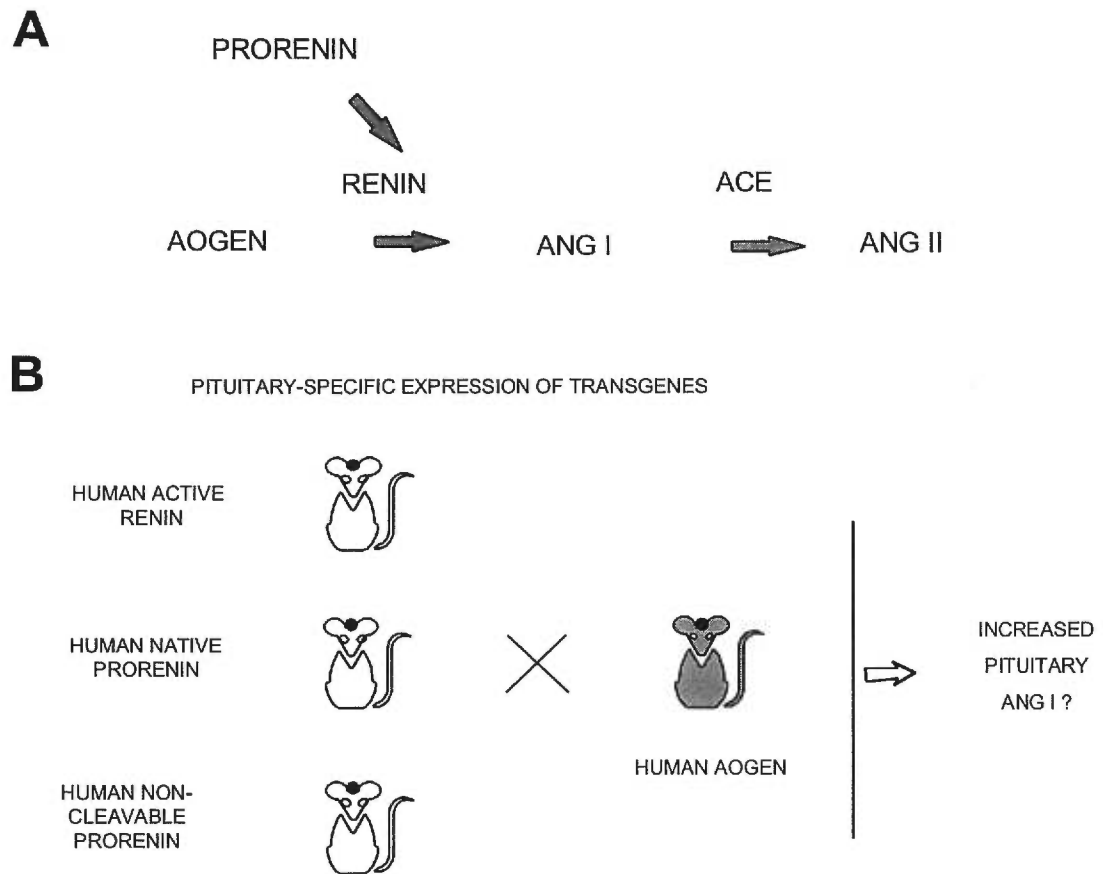 A
PRORENIN
RENIN
ACE
AOGEN
ANG I
ANG II
B
PITUITARY-SPECIFIC EXPRESSION OF TRANSGENES
HUMAN ACTIVE
RENIN
HUMAN NATIVE
PRORENIN
HUMAN NON-
CLEAVABLE
PRORENIN
HUMAN AOGEN
INCREASED
PITUITARY
ANG I ?